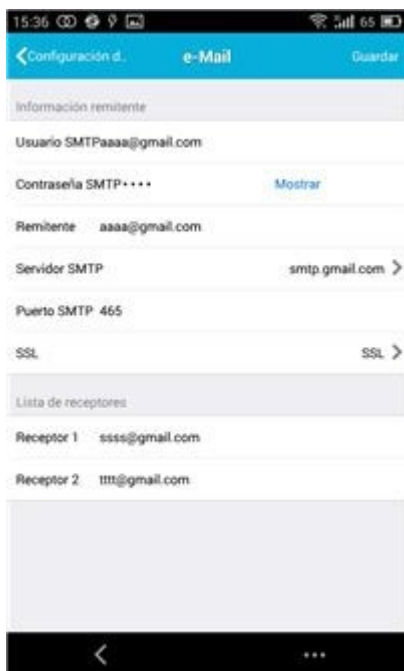 15:36 65
Configuración d.. e-Mail Guardar
Información remitente
Usuario SMTPaaaa@gmail.com
Contraseña SMTP•••• Mostrar
Remitente aaaa@gmail.com
Servidor SMTP smtp.gmail.com
Puerto SMTP 465
SSL SSL
Lista de receptores
Receptor 1 ssss@gmail.com
Receptor 2 tttt@gmail.com